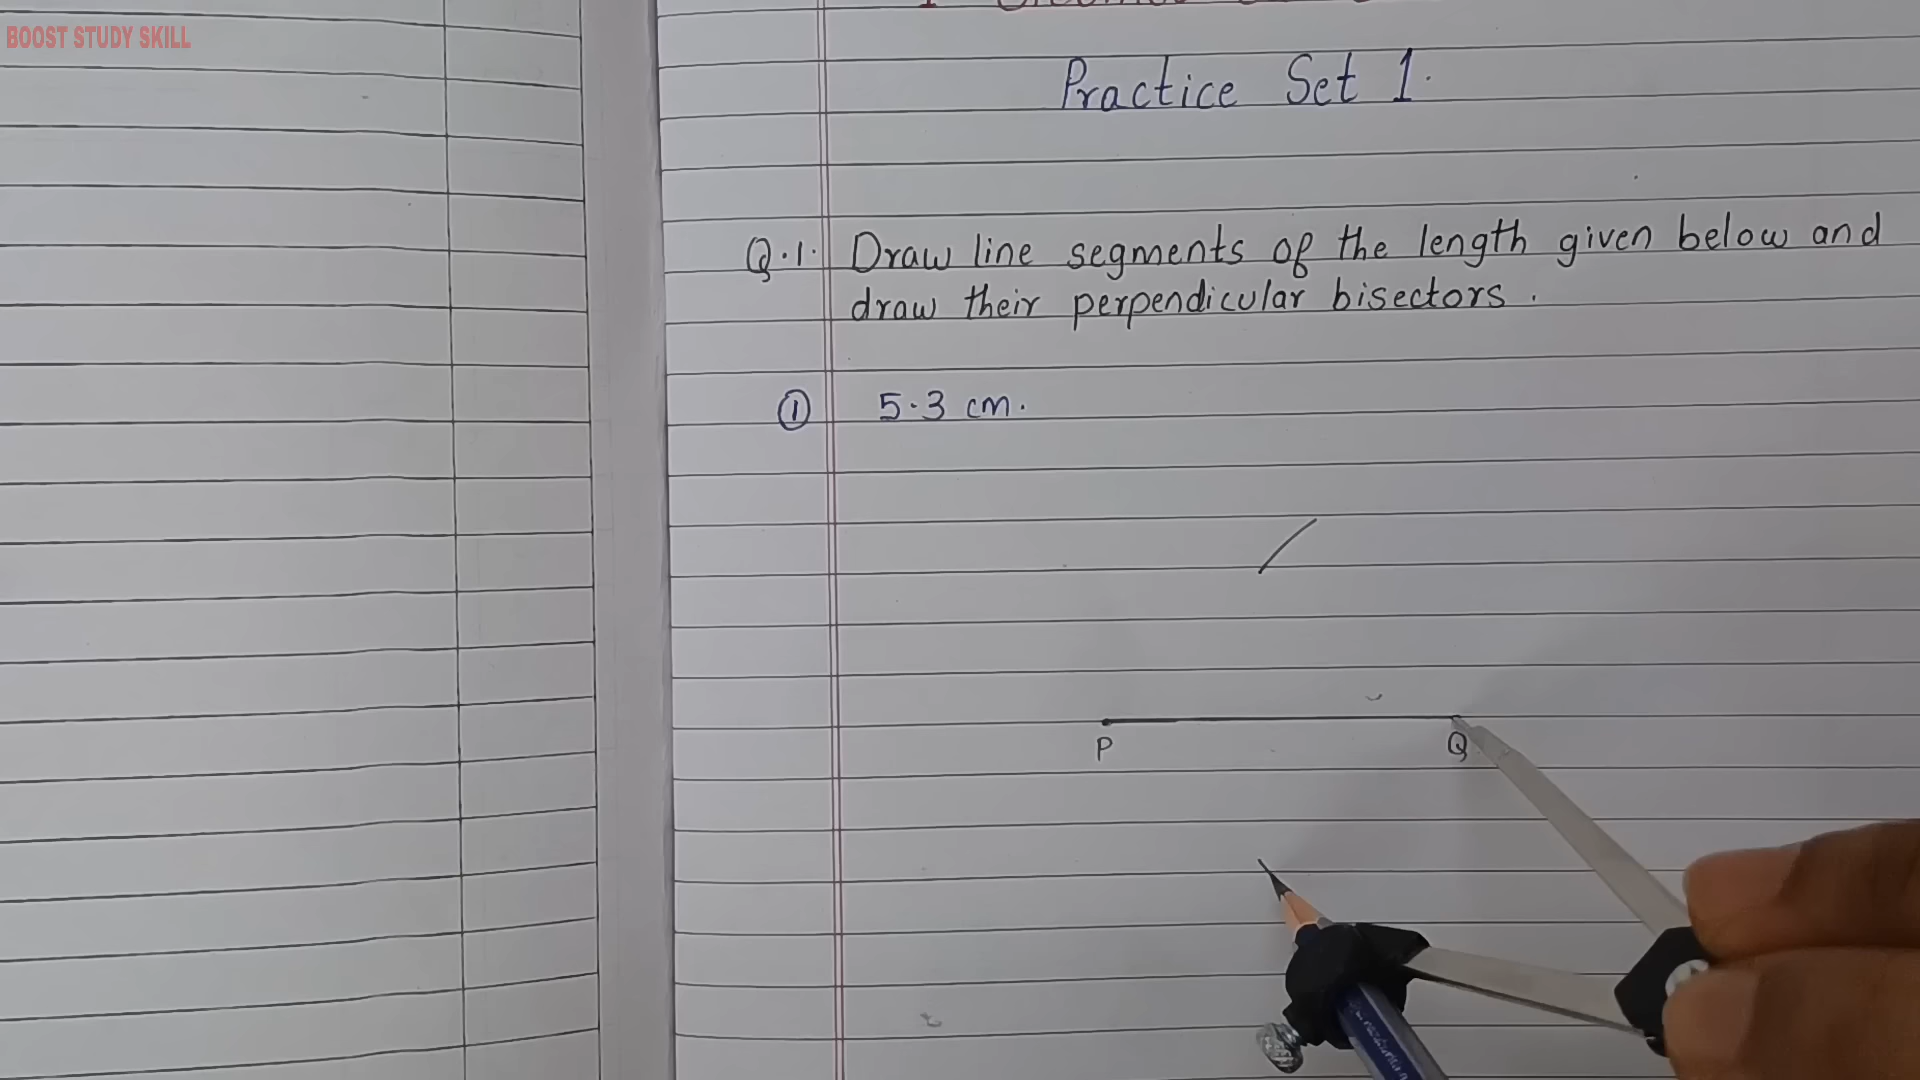 BOOST STUDY SKILL
Practice Set 1.
Q.1. Draw line segments of the length given below and
draw their perpendicular bisectors.
① 5.3 cm.
P
Q